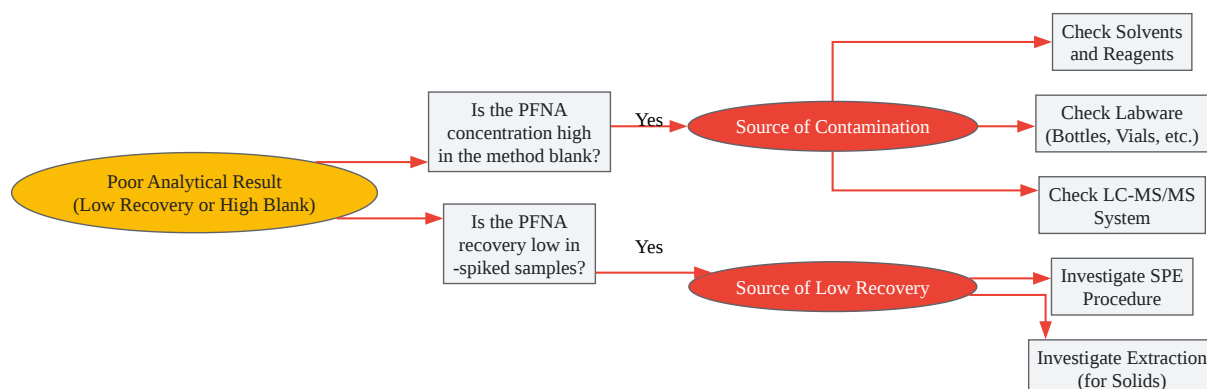 Poor Analytical Result
(Low Recovery or High Blank)
Is the PFNA
concentration high
in the method blank?
Yes
Source of Contamination
Check Solvents
and Reagents
Check Labware
(Bottles, Vials, etc.)
Check LC-MS/MS
System
Is the PFNA
recovery low in
-spiked samples?
Yes
Source of Low Recovery
Investigate SPE
Procedure
Investigate Extraction
(for Solids)